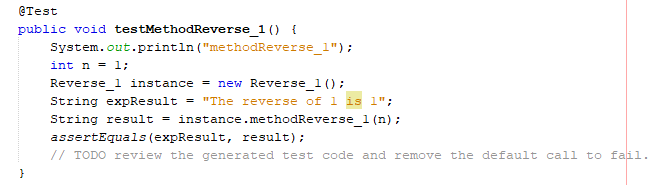 @Test
public void testMethodReverse_1() {
System.out.println("methodReverse_1");
int n = 1;
Reverse_1 instance = new Reverse_1();
String expResult = "The reverse of 1 is 1";
String result = instance.methodReverse_1(n);
assertEquals(expResult, result);
// TODO review the generated test code and remove the default call to fail.
}